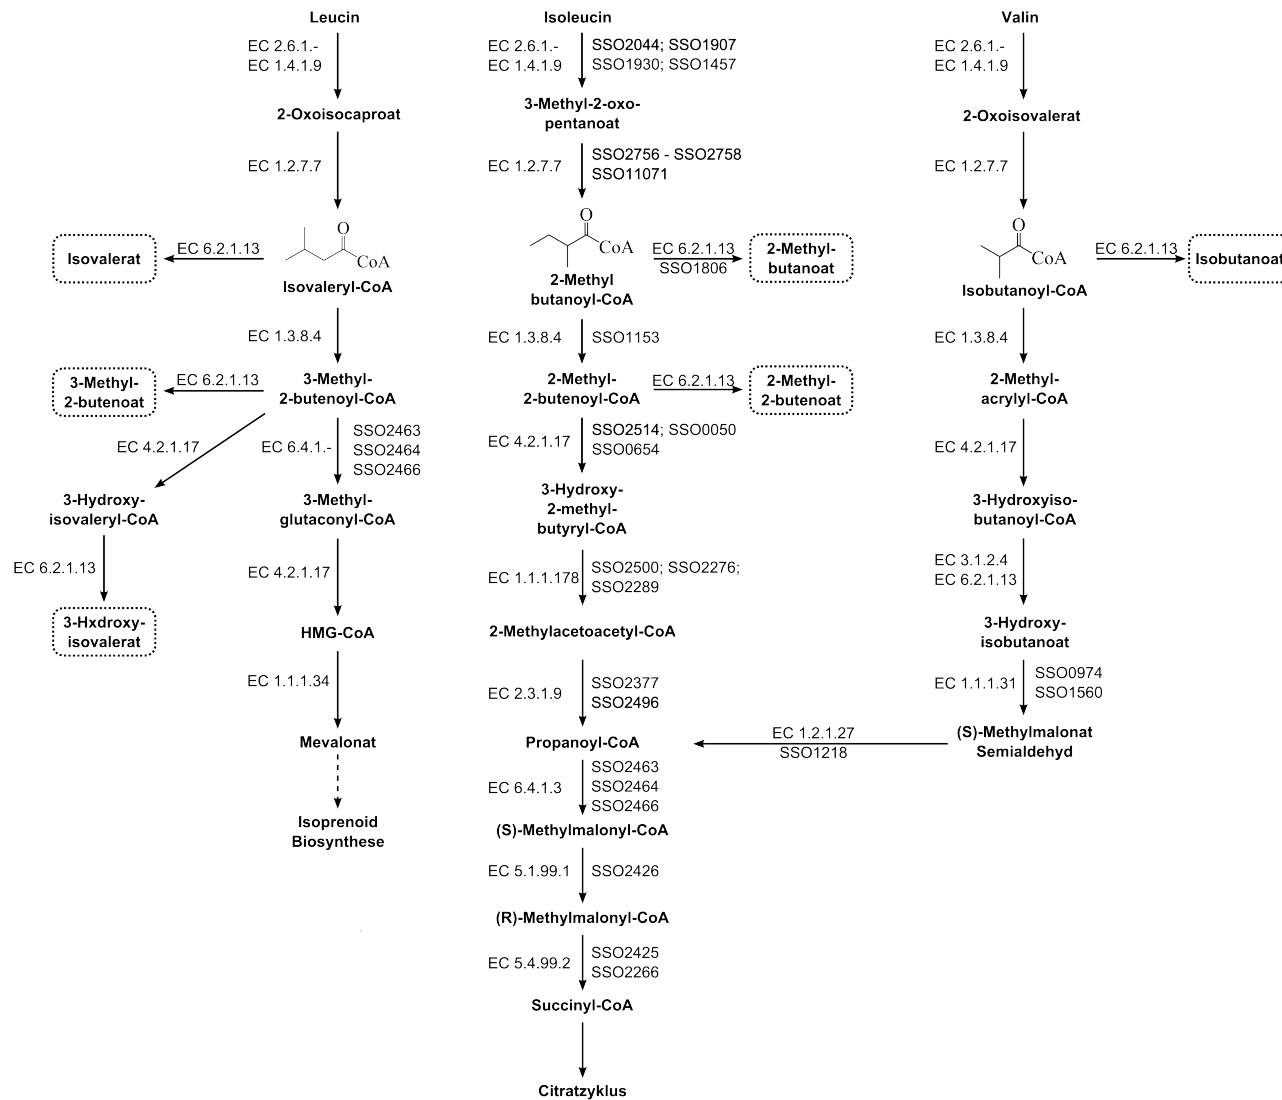 Leucin
EC 2.6.1.-
EC 1.4.1.9
2-Oxoisocaproat
EC 1.2.7.7
O
CoA
Isovaleryl-CoA
EC 6.2.1.13
Isovalerat
EC 1.3.8.4
3-Methyl-
2-butenoyl-CoA
EC 6.2.1.13
3-Methyl-
2-butenoat
EC 4.2.1.17
3-Hydroxy-
isovaleryl-CoA
EC 6.2.1.13
3-Hxdroxy-
isovalerat
EC 6.4.1.-
SSO2463
SSO2464
SSO2466
3-Methyl-
glutaconyl-CoA
EC 4.2.1.17
HMG-CoA
EC 1.1.1.34
Mevalonat
Isoprenoid
Biosynthese
Isoleucin
EC 2.6.1.-
EC 1.4.1.9
SSO2044; SSO1907
SSO1930; SSO1457
3-Methyl-2-oxo-
pentanoat
EC 1.2.7.7
SSO2756 - SSO2758
SSO11071
O
CoA
2-Methyl
butanoyl-CoA
EC 6.2.1.13
SSO1806
2-Methyl-
butanoat
EC 1.3.8.4
SSO1153
2-Methyl-
2-butenoyl-CoA
EC 6.2.1.13
2-Methyl-
2-butenoat
EC 4.2.1.17
SSO2514; SSO0050
SSO0654
3-Hydroxy-
2-methyl-
butyryl-CoA
EC 1.1.1.178
SSO2500; SSO2276;
SSO2289
2-Methylacetoacetyl-CoA
EC 2.3.1.9
SSO2377
SSO2496
Propanoyl-CoA
EC 6.4.1.3
SSO2463
SSO2464
SSO2466
(S)-Methylmalonyl-CoA
EC 5.1.99.1
SSO2426
(R)-Methylmalonyl-CoA
EC 5.4.99.2
SSO2425
SSO2266
Succinyl-CoA
Citratzyklus
Valin
EC 2.6.1.-
EC 1.4.1.9
2-Oxoisovalerat
EC 1.2.7.7
O
CoA
Isobutanoyl-CoA
EC 6.2.1.13
Isobutanoat
EC 1.3.8.4
2-Methyl-
acrylyl-CoA
EC 4.2.1.17
3-Hydroxyiso-
butanoyl-CoA
EC 3.1.2.4
EC 6.2.1.13
3-Hydroxy-
isobutanoat
EC 1.1.1.31
SSO0974
SSO1560
(S)-Methylmalonat
Semialdehyd
EC 1.2.1.27
SSO1218